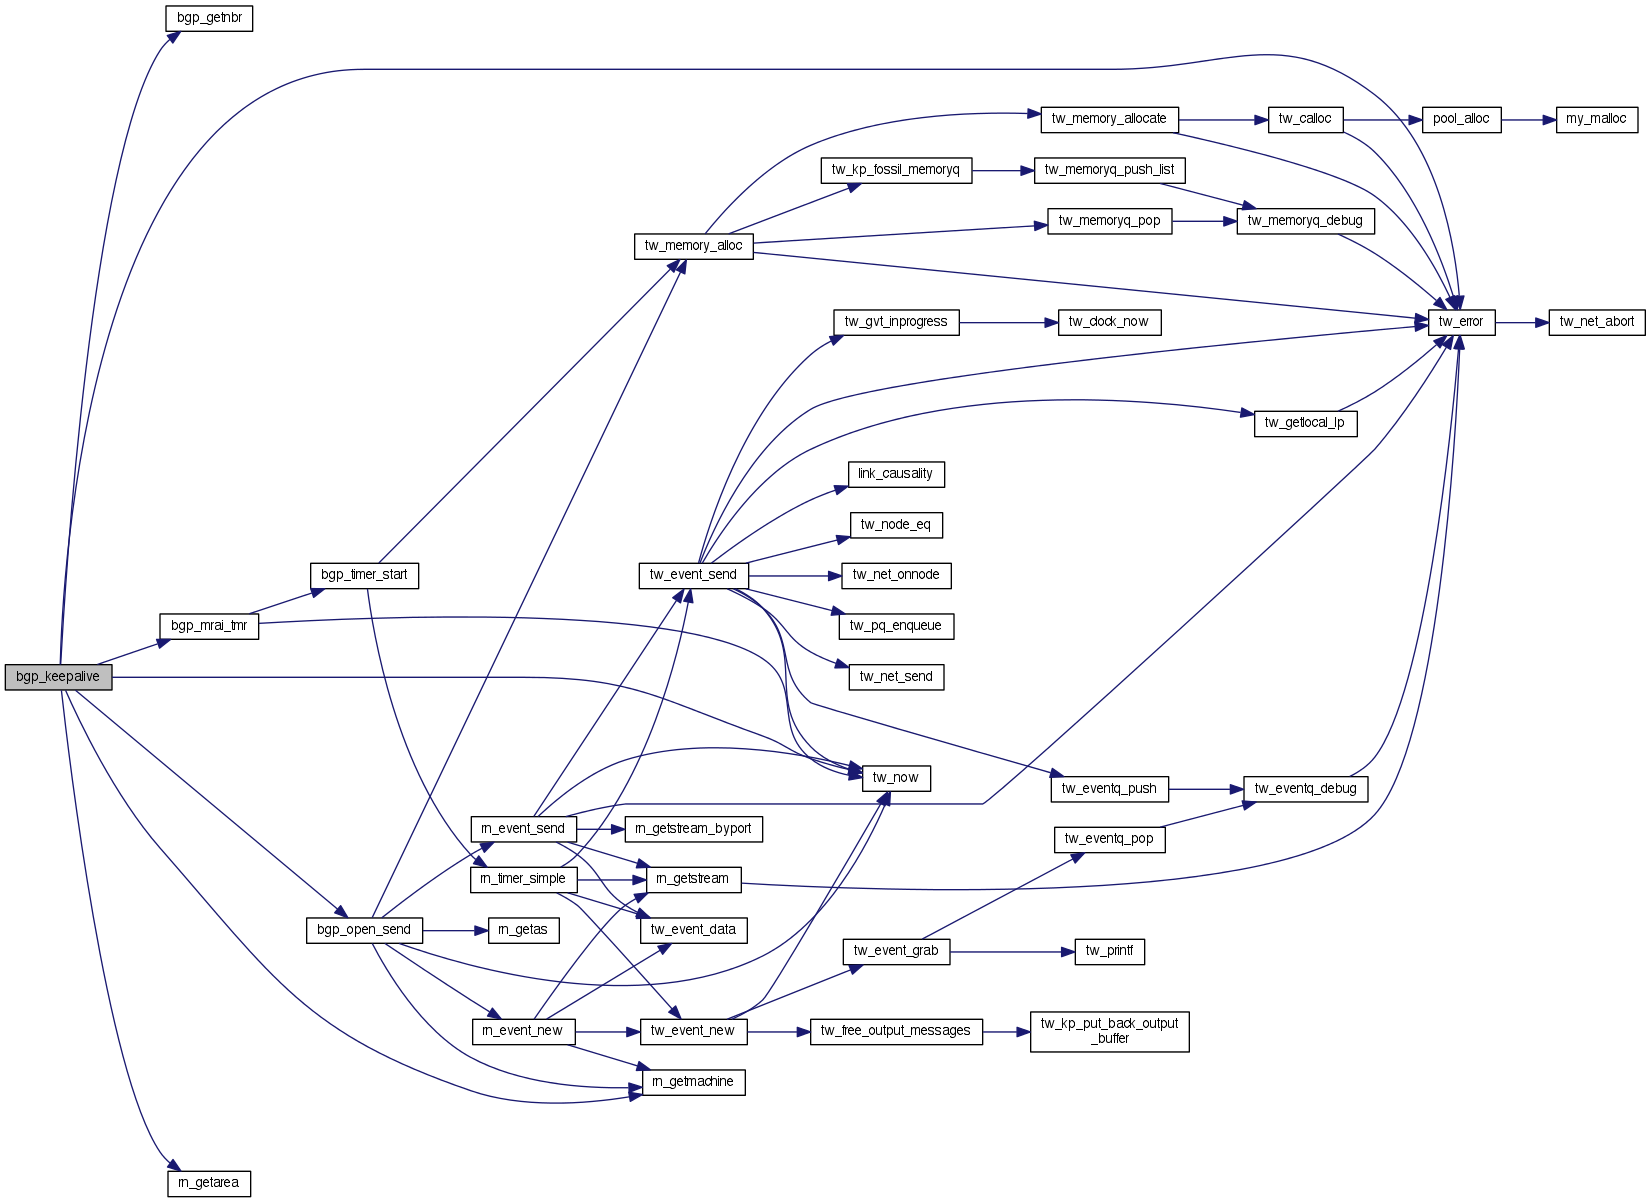 bgp_getnbr
tw_memory_allocate
tw_calloc
pool_alloc
my_malloc
tw_kp_fossil_memoryq
tw_memoryq_push_list
tw_memoryq_pop
tw_memoryq_debug
tw_memory_alloc
tw_gvt_inprogress
tw_clock_now
tw_error
tw_net_abort
tw_getlocal_lp
link_causality
tw_node_eq
bgp_timer_start
tw_event_send
tw_net_onnode
bgp_mrai_tmr
tw_pq_enqueue
bgp_keepalive
tw_net_send
tw_now
tw_eventq_push
tw_eventq_debug
rn_event_send
rn_getstream_byport
tw_eventq_pop
rn_timer_simple
rn_getstream
bgp_open_send
rn_getas
tw_event_data
tw_event_grab
tw_printf
rn_event_new
tw_event_new
tw_free_output_messages
tw_kp_put_back_output
_buffer
rn_getmachine
rn_getarea